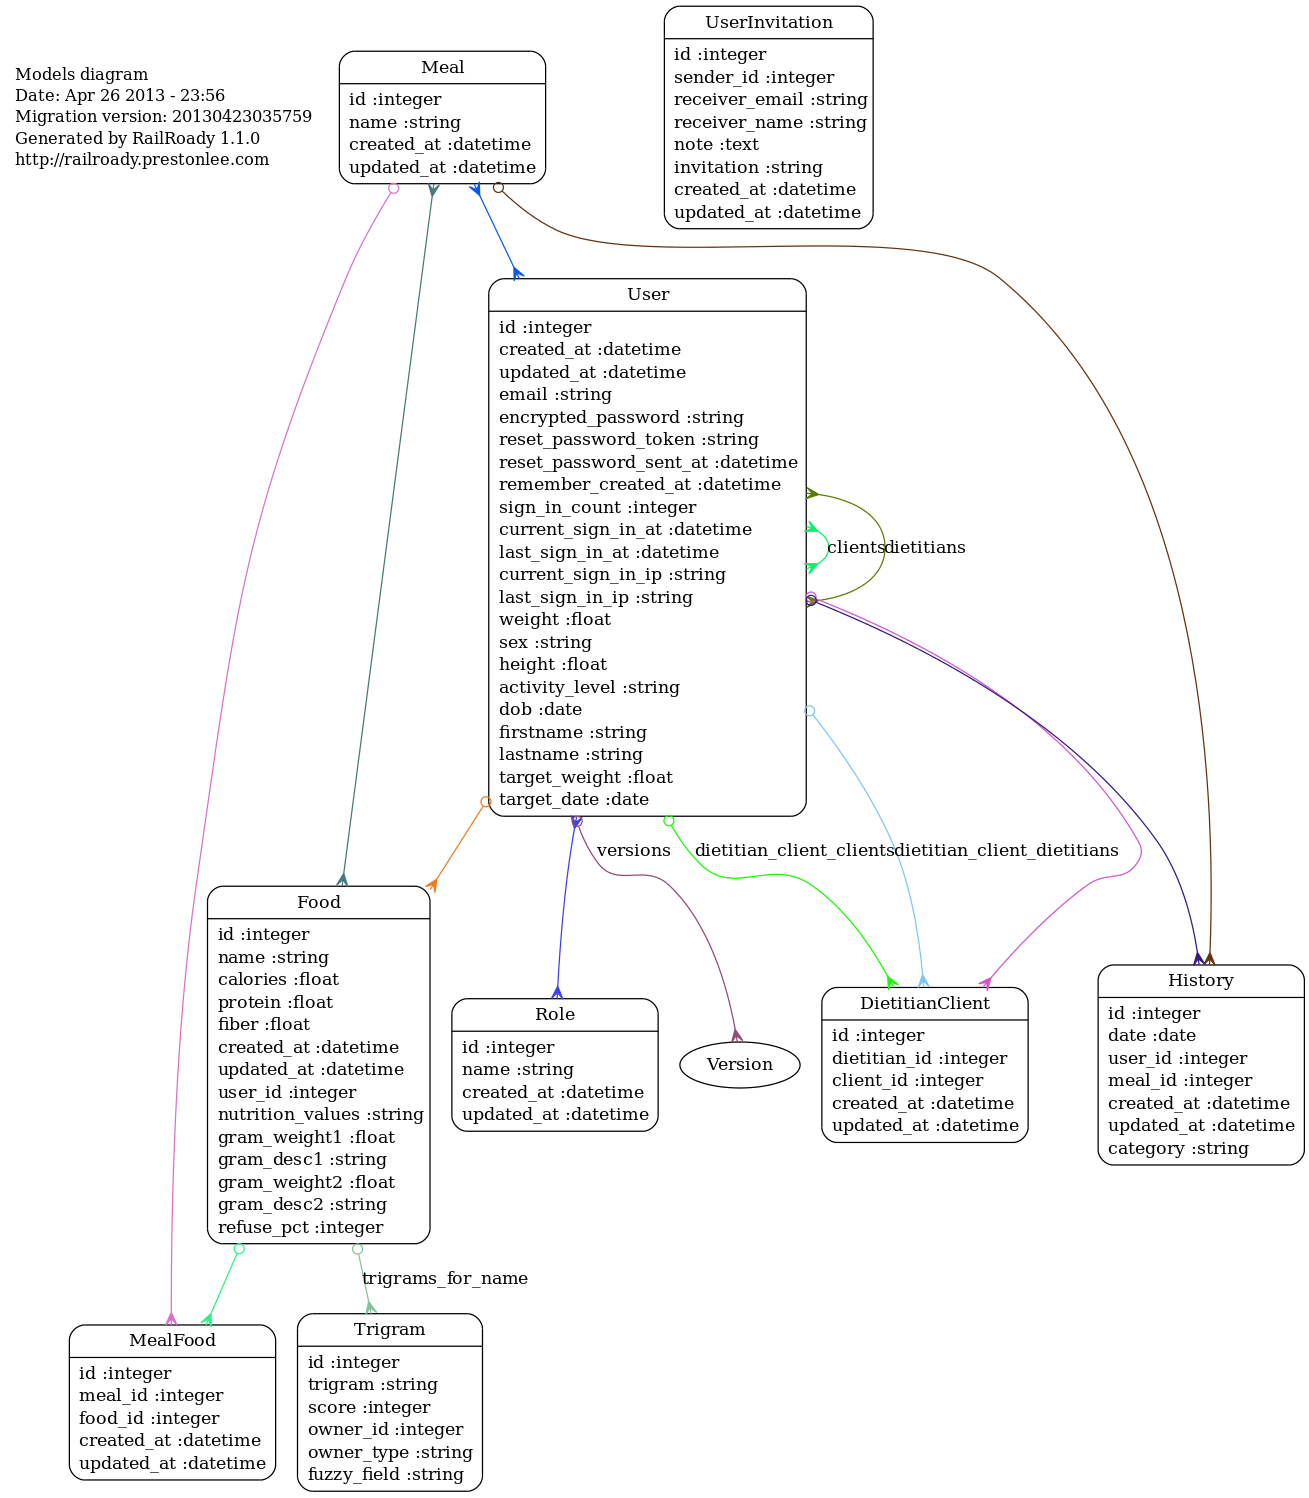 Models diagram
Date: Apr 26 2013 - 23:56
Migration version: 20130423035759
Generated by RailRoady 1.1.0
http://railroady.prestonlee.com
Meal
id :integer
name :string
created_at :datetime
updated_at :datetime
UserInvitation
id :integer
sender_id :integer
receiver_email :string
receiver_name :string
note :text
invitation :string
created_at :datetime
updated_at :datetime
User
id :integer
created_at :datetime
updated_at :datetime
email :string
encrypted_password :string
reset_password_token :string
reset_password_sent_at :datetime
remember_created_at :datetime
sign_in_count :integer
current_sign_in_at :datetime
last_sign_in_at :datetime
current_sign_in_ip :string
last_sign_in_ip :string
weight :float
sex :string
height :float
activity_level :string
dob :date
firstname :string
lastname :string
target_weight :float
target_date :date
clients
dietitians
versions
dietitian_client_clients
dietitian_client_dietitians
Food
id :integer
name :string
calories :float
protein :float
fiber :float
created_at :datetime
updated_at :datetime
user_id :integer
nutrition_values :string
gram_weight1 :float
gram_desc1 :string
gram_weight2 :float
gram_desc2 :string
refuse_pct :integer
Role
id :integer
name :string
created_at :datetime
updated_at :datetime
Version
DietitianClient
id :integer
dietitian_id :integer
client_id :integer
created_at :datetime
updated_at :datetime
History
id :integer
date :date
user_id :integer
meal_id :integer
created_at :datetime
updated_at :datetime
category :string
trigrams_for_name
MealFood
id :integer
meal_id :integer
food_id :integer
created_at :datetime
updated_at :datetime
Trigram
id :integer
trigram :string
score :integer
owner_id :integer
owner_type :string
fuzzy_field :string